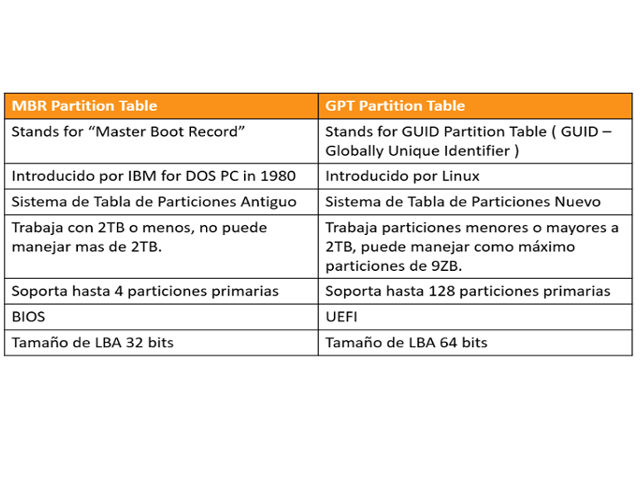 MBR Partition Table
GPT Partition Table
Stands for “Master Boot Record”
Stands for GUID Partition Table ( GUID –
Globally Unique Identifier )
Introducido por IBM for DOS PC in 1980
Introducido por Linux
Sistema de Tabla de Particiones Antiguo
Sistema de Tabla de Particiones Nuevo
Trabaja con 2TB o menos, no puede
manejar mas de 2TB.
Trabaja particiones menores o mayores a
2TB, puede manejar como máximo
particiones de 9ZB.
Soporta hasta 4 particiones primarias
Soporta hasta 128 particiones primarias
BIOS
UEFI
Tamaño de LBA 32 bits
Tamaño de LBA 64 bits